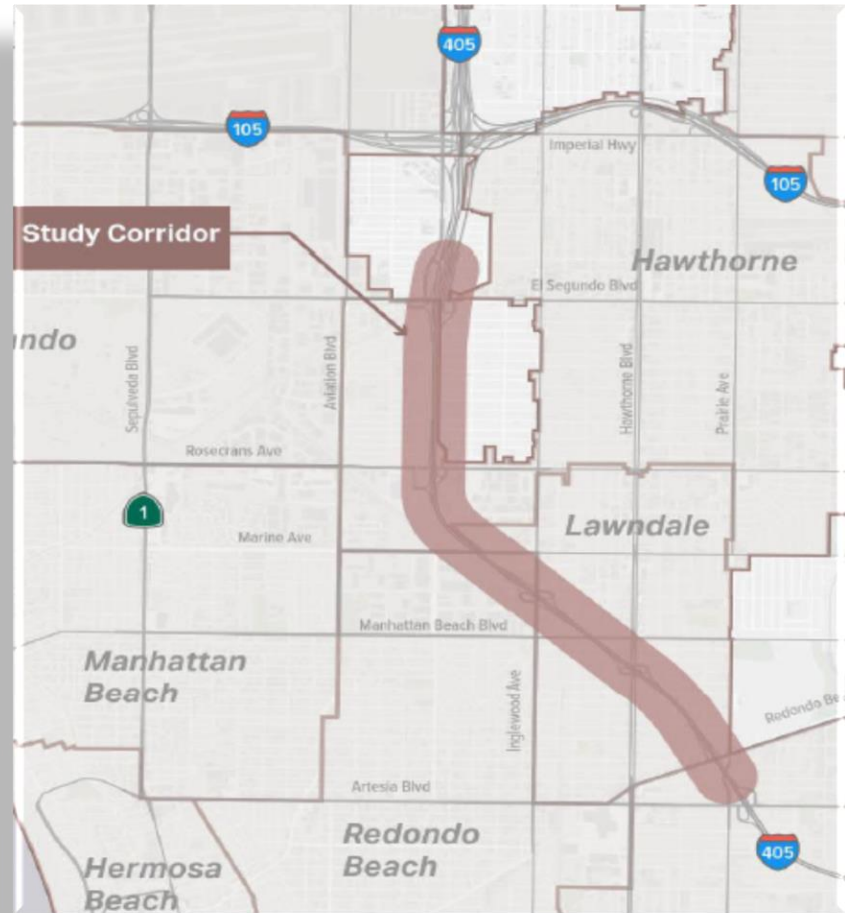 405
105
Imperial Hwy
105
Study Corridor
Hawthorne
El Segundo Blvd
ndo
Sepulveda Blvd
Aviation Blvd
Hawthorne Blvd
Prairie Ave
Rosecrans Ave
1
Lawndale
Marine Ave
Manhattan Beach Blvd
Manhattan
Beach
Inglewood Ave
Redondo Be
Artesia Blvd
Redondo
Beach
405
Hermosa
Beach